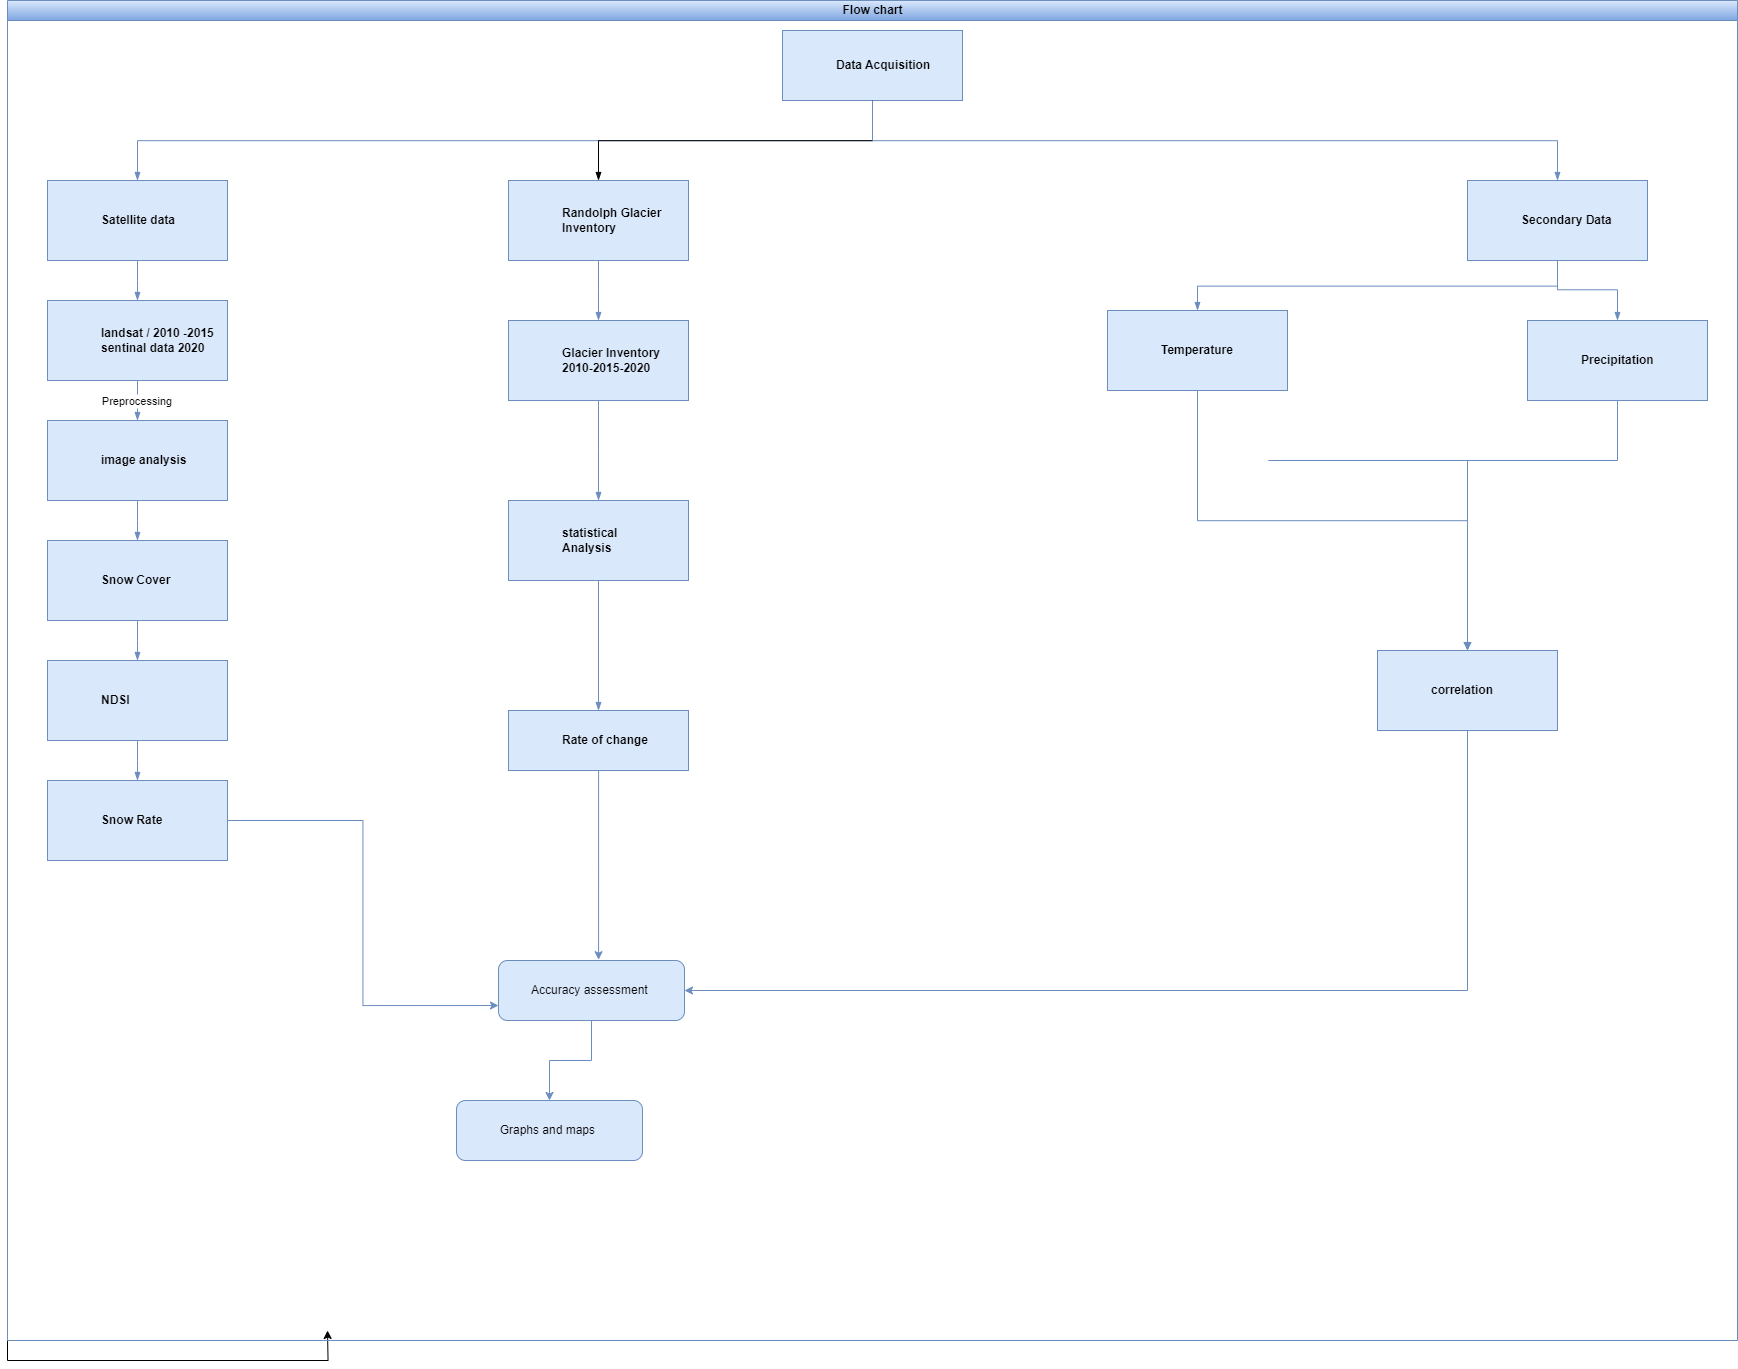 Flow chart
Data Acquisition
Satellite data
Randolph Glacier
Inventory
Secondary Data
landsat / 2010 -2015
sentinal data 2020
Glacier Inventory
2010-2015-2020
Temperature
Precipitation
Preprocessing
image analysis
statistical
Analysis
Snow Cover
NDSI
correlation
Rate of change
Snow Rate
Accuracy assessment
Graphs and maps